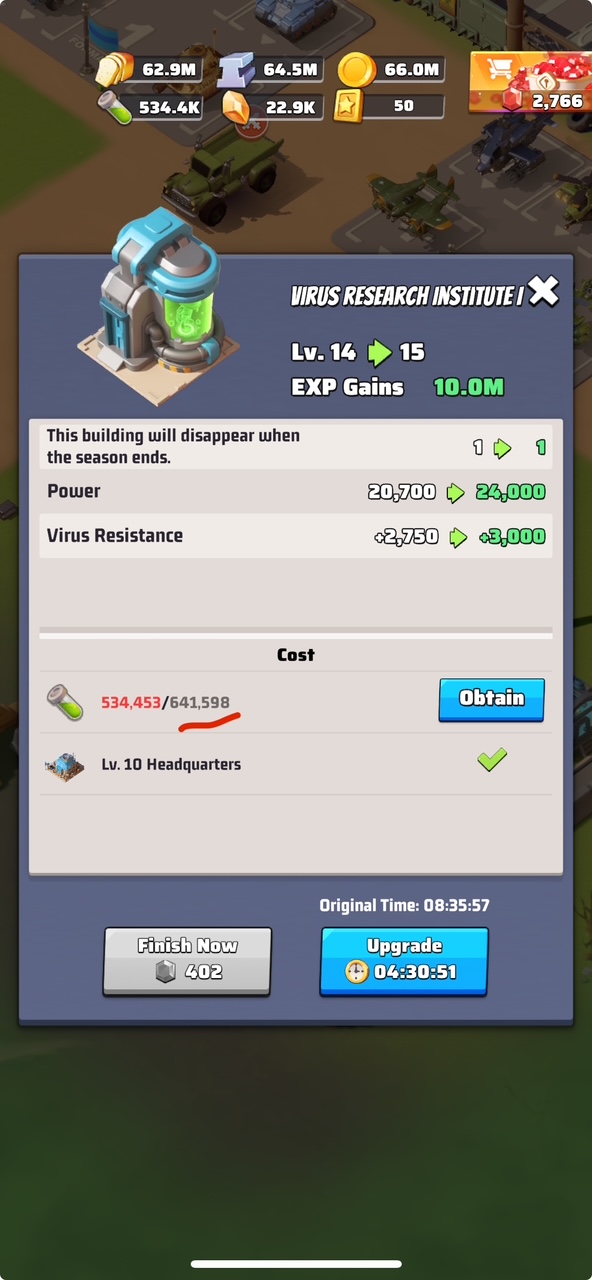 62.9M
64.5M
66.0M
534.4K
22.9K
50
2,766
VIRUS RESEARCH INSTITUTE I
Lv. 14 15
EXP Gains 10.0M
This building will disappear when
the season ends.
1 1
Power 20,700 24,000
Virus Resistance +2,750 +3,000
Cost
534,453/641,598
Obtain
Lv. 10 Headquarters
Original Time: 08:35:57
Finish Now
402
Upgrade
04:30:51